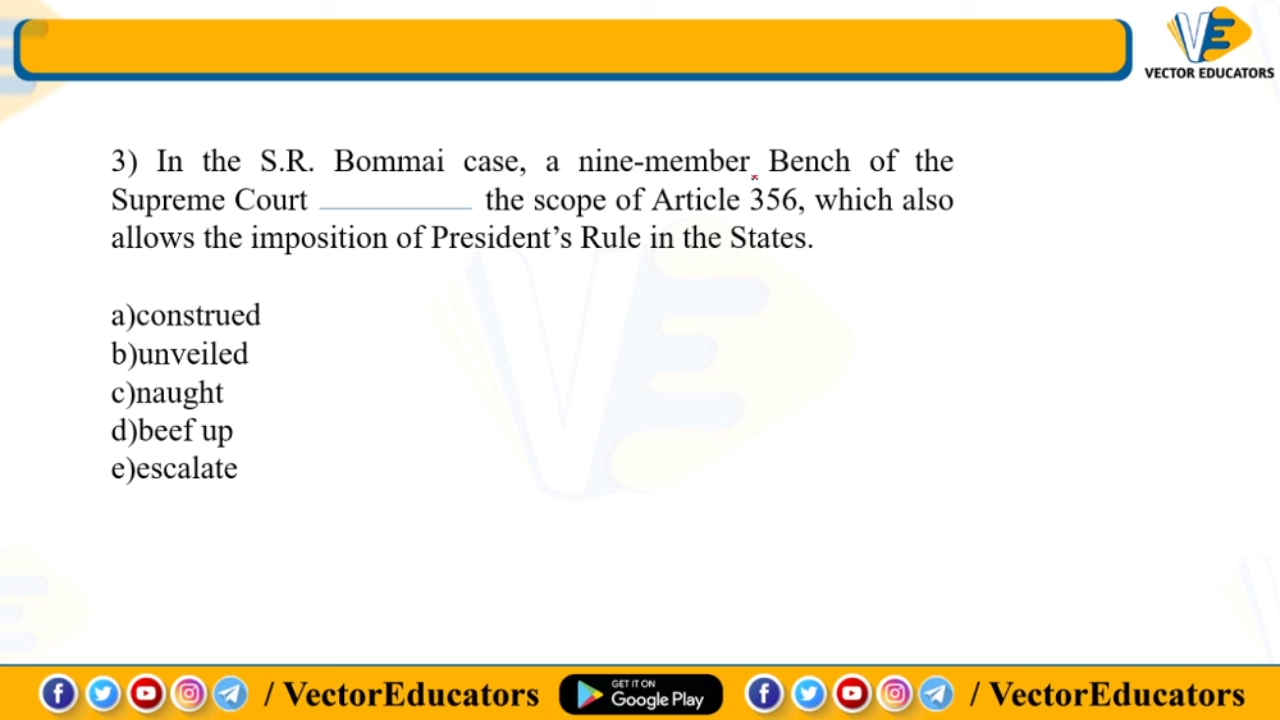 VE
VECTOR EDUCATORS
3) In the S.R. Bommai case, a nine-member Bench of the
Supreme Court __________ the scope of Article 356, which also
allows the imposition of President’s Rule in the States.
a)construed
b)unveiled
c)naught
d)beef up
e)escalate
/ VectorEducators
GET IT ON
Google Play
/ VectorEducators